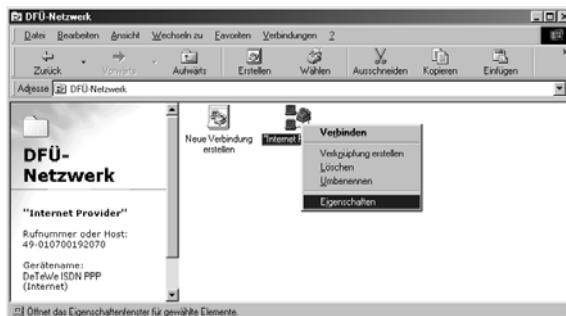 DFÜ-Netzwerk
Datei Bearbeiten Ansicht Wechseln zu Favoriten Verbindungen ?
Zurück Vorwärts Aufwärts Erstellen Wählen Ausschneiden Kopieren Einfügen
Adresse DFÜ-Netzwerk
DFÜ-
Netzwerk
"Internet Provider"
Rufnummer oder Host:
49-010700192070
Gerätename:
DeTeWe ISDN PPP
(Internet)
Neue Verbindung
erstellen
"Internet
Verbinden
Verknüpfung erstellen
Löschen
Umbenennen
Eigenschaften
Öffnet das Eigenschaftenfenster für gewählte Elemente.